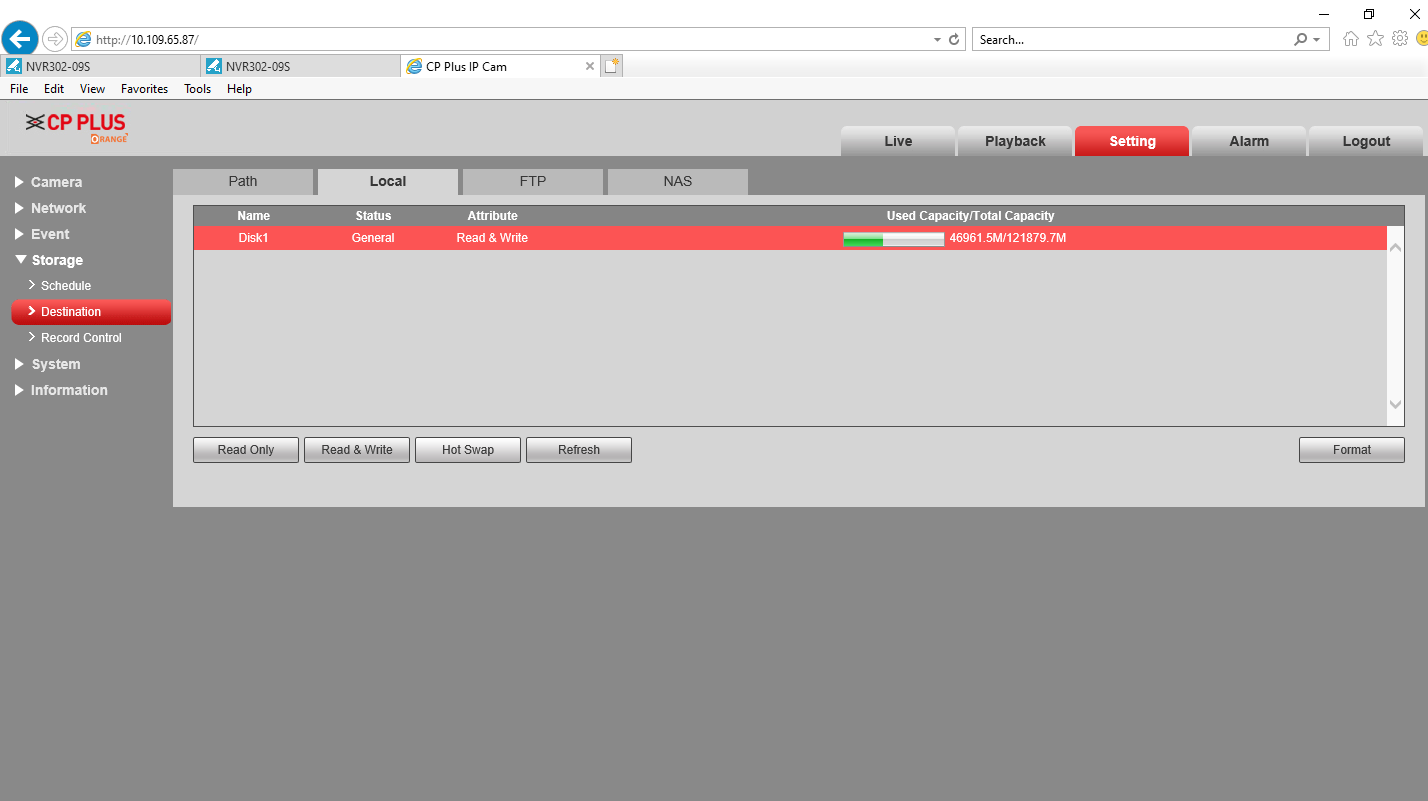 http://10.109.65.87/
Search...
NVR302-09S
NVR302-09S
CP Plus IP Cam
File Edit View Favorites Tools Help
CP PLUS
ORANGE
Live Playback Setting Alarm Logout
Camera
Network
Event
Storage
Schedule
Destination
Record Control
System
Information
Path Local FTP NAS
Name Status Attribute Used Capacity/Total Capacity
Disk1 General Read & Write 46961.5M/121879.7M
Read Only Read & Write Hot Swap Refresh Format